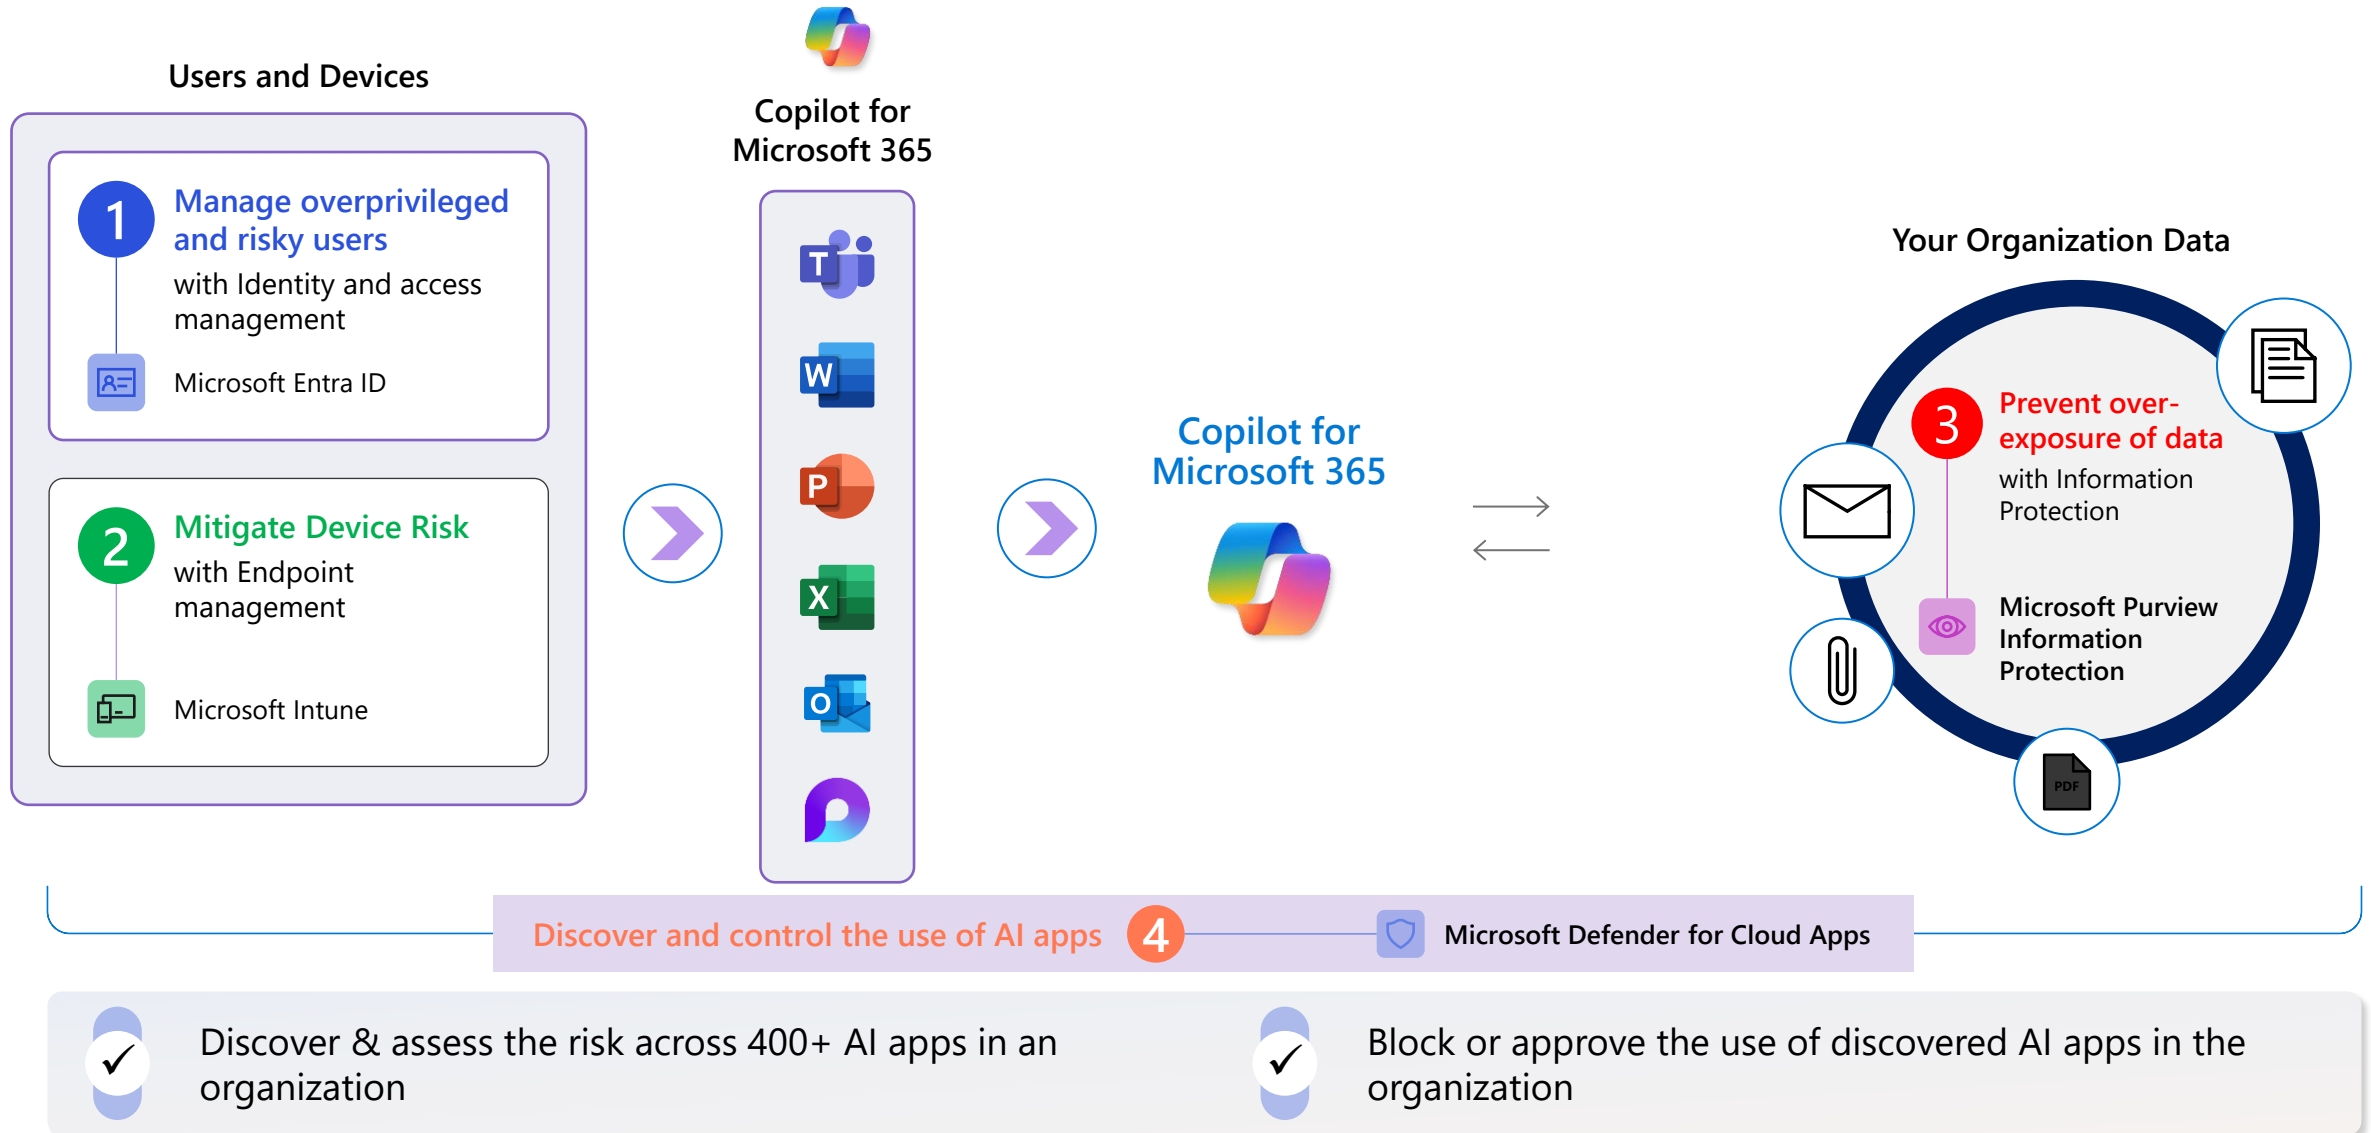 Users and Devices
1
Manage overprivileged
and risky users
with Identity and access
management
Microsoft Entra ID
2
Mitigate Device Risk
with Endpoint
management
Microsoft Intune
Copilot for
Microsoft 365
T
W
P
X
O
Copilot for
Microsoft 365
Your Organization Data
3
Prevent over-
exposure of data
with Information
Protection
Microsoft Purview
Information
Protection
PDF
Discover and control the use of AI apps 4 Microsoft Defender for Cloud Apps
Discover & assess the risk across 400+ AI apps in an
organization
Block or approve the use of discovered AI apps in the
organization